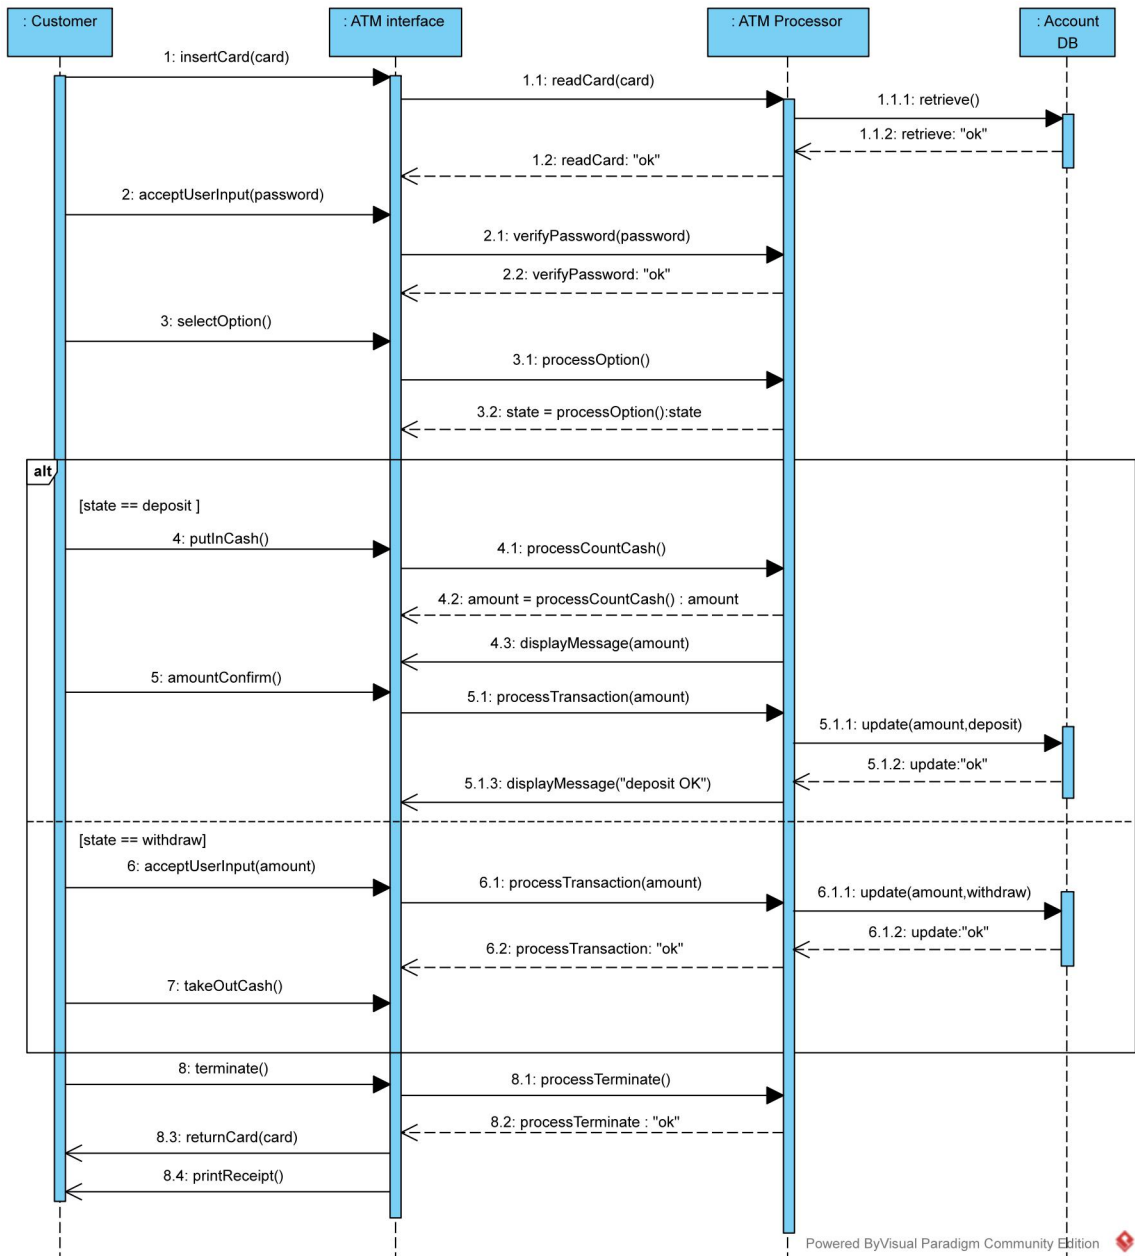 : Customer
: ATM interface
: ATM Processor
: Account
DB
1: insertCard(card)
1.1: readCard(card)
1.1.1: retrieve()
1.1.2: retrieve: "ok"
1.2: readCard: "ok"
2: acceptUserInput(password)
2.1: verifyPassword(password)
2.2: verifyPassword: "ok"
3: selectOption()
3.1: processOption()
3.2: state = processOption():state
alt
[state == deposit ]
4: putInCash()
4.1: processCountCash()
4.2: amount = processCountCash() : amount
4.3: displayMessage(amount)
5: amountConfirm()
5.1: processTransaction(amount)
5.1.1: update(amount,deposit)
5.1.2: update:"ok"
5.1.3: displayMessage("deposit OK")
[state == withdraw]
6: acceptUserInput(amount)
6.1: processTransaction(amount)
6.1.1: update(amount,withdraw)
6.1.2: update:"ok"
6.2: processTransaction: "ok"
7: takeOutCash()
8: terminate()
8.1: processTerminate()
8.2: processTerminate : "ok"
8.3: returnCard(card)
8.4: printReceipt()
Powered ByVisual Paradigm Community Edition